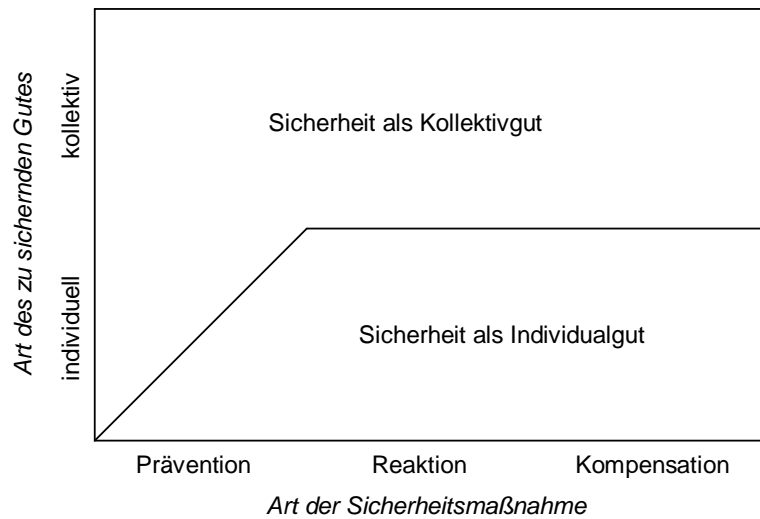 Art des zu sichernden Gutes
kollektiv
individuell
Sicherheit als Kollektivgut
Sicherheit als Individualgut
Prävention
Reaktion
Kompensation
Art der Sicherheitsmaßnahme